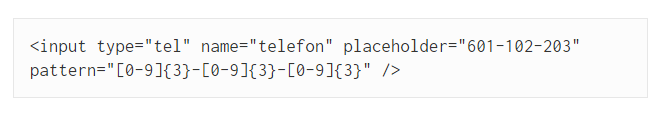 <input type="tel" name="telefon" placeholder="601-102-203"
pattern="[0-9]{3}-[0-9]{3}-[0-9]{3}" />